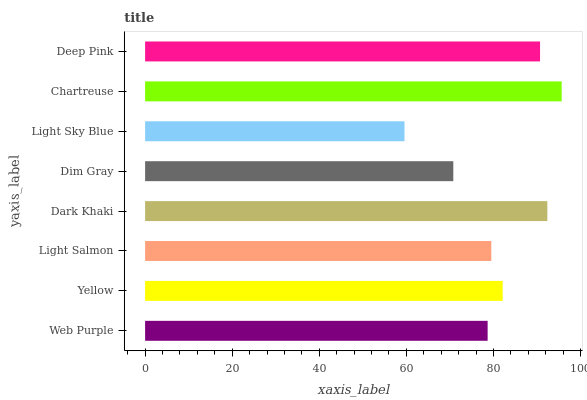 title
Deep Pink
Chartreuse
Light Sky Blue
Dim Gray
Dark Khaki
Light Salmon
Yellow
Web Purple
yaxis_label
0 20 40 60 80 100
xaxis_label